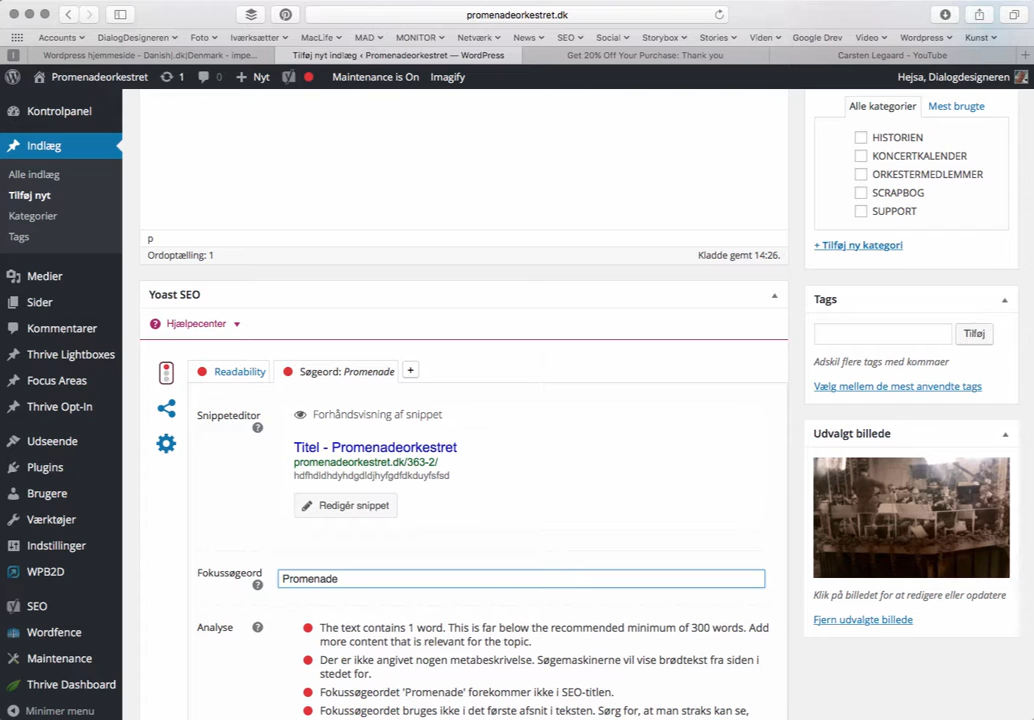 promenadeorkestret.dk
Accounts DialogDesigneren Foto Iværksætter MacLife MAD MONITOR Netværk News SEO Social Storybox Stories Viden Google Drev Video Wordpress Kunst
Wordpress hjemmeside - Danish|.dk|Denmark - impe... Tilføj nyt indlæg ‹ Promenadeorkestret — WordPress Get 20% Off Your Purchase: Thank you Carsten Legaard - YouTube
Promenadeorkestret 1 0 + Nyt Maintenance is On Imagify Hejsa, Dialogdesigneren
Kontrolpanel
Indlæg
Alle indlæg
Tilføj nyt
Kategorier
Tags
Medier
Sider
Kommentarer
Thrive Lightboxes
Focus Areas
Thrive Opt-In
Udseende
Plugins
Brugere
Værktøjer
Indstillinger
WPB2D
SEO
Wordfence
Maintenance
Thrive Dashboard
Minimer menu
p
Ordoptælling: 1 Kladde gemt 14:26.
Yoast SEO
Hjælpecenter
Readability Søgeord: Promenade +
Snippeteditor Forhåndsvisning af snippet
Titel - Promenadeorkestret
promenadeorkestret.dk/363-2/
hdfhdldhdyhdgdldjhyfgdfdkduyfsfsd
Redigér snippet
Fokussøgeord Promenade
Analyse The text contains 1 word. This is far below the recommended minimum of 300 words. Add
more content that is relevant for the topic.
Der er ikke angivet nogen metabeskrivelse. Søgemaskinerne vil vise brødtekst fra siden i
stedet for.
Fokussøgeordet 'Promenade' forekommer ikke i SEO-titlen.
Fokussøgeordet bruges ikke i det første afsnit i teksten. Sørg for, at man straks kan se,
Alle kategorier Mest brugte
HISTORIEN
KONCERTKALENDER
ORKESTERMEDLEMMER
SCRAPBOG
SUPPORT
+ Tilføj ny kategori
Tags
Tilføj
Adskil flere tags med kommaer
Vælg mellem de mest anvendte tags
Udvalgt billede
Klik på billedet for at redigere eller opdatere
Fjern udvalgte billede